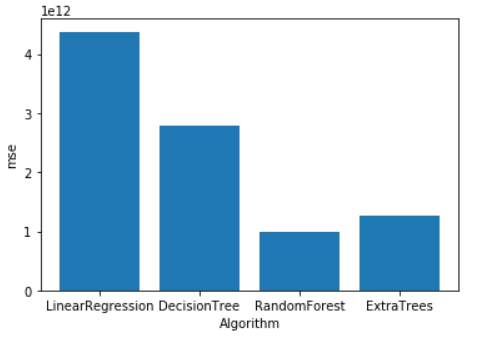 1e12
4
3
2
1
0
mse
LinearRegression DecisionTree RandomForest ExtraTrees
Algorithm